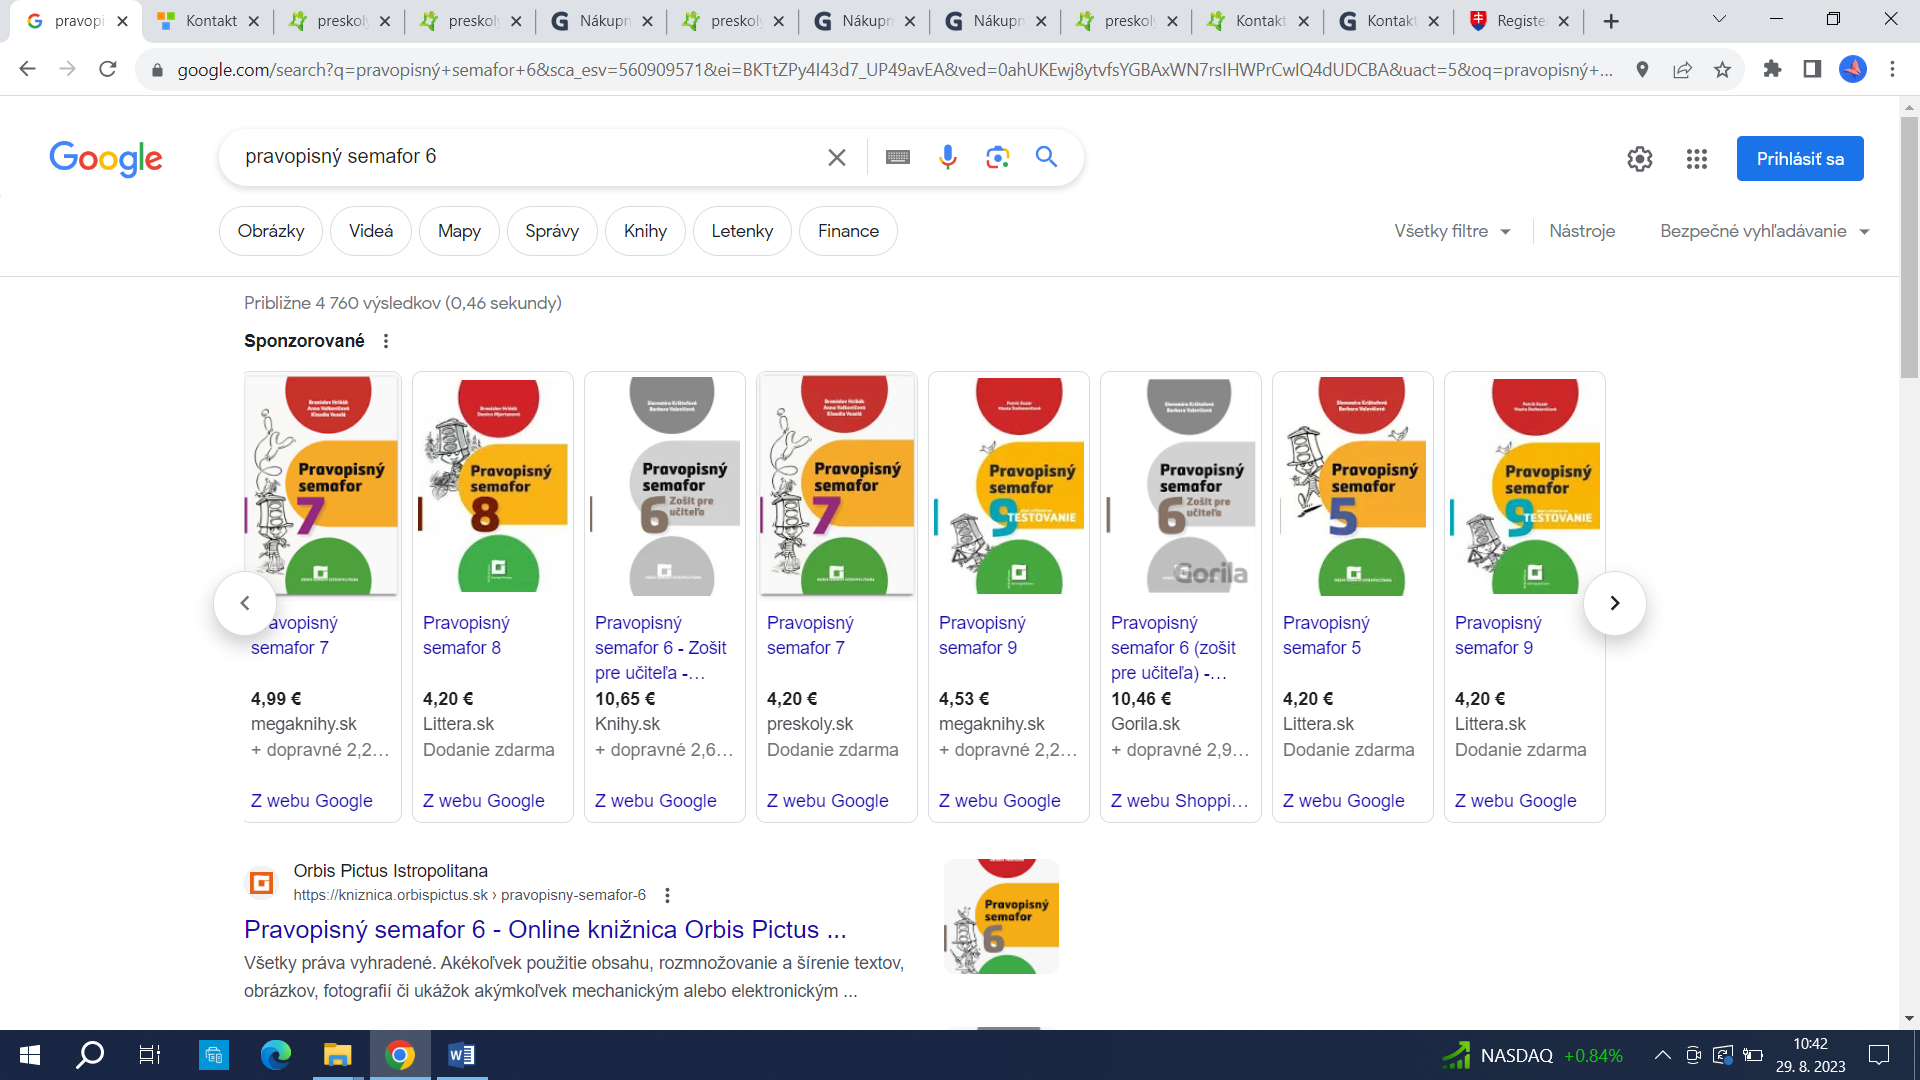 pravopi
Kontakt
preskoly
preskoly
Nákupn
preskoly
Nákupn
Nákupn
preskoly
Kontakt
Kontakt
Registe
google.com/search?q=pravopisný+semafor+6&sca_esv=560909571&ei=BKTtZPy4I43d7_UP49avEA&ved=0ahUKEwj8ytvfsYGBAxWN7rsIHWPrCwIQ4dUDCBA&uact=5&oq=pravopisný+...
Google
pravopisný semafor 6
Prihlásiť sa
Obrázky
Videá
Mapy
Správy
Knihy
Letenky
Finance
Všetky filtre
Nástroje
Bezpečné vyhľadávanie
Približne 4 760 výsledkov (0,46 sekundy)
Sponzorované
Pravopisný
semafor
7
avopisný
semafor 7
4,99 €
megaknihy.sk
+ dopravné 2,2…
Z webu Google
Pravopisný
semafor
8
Pravopisný
semafor 8
4,20 €
Littera.sk
Dodanie zdarma
Z webu Google
Pravopisný
semafor
6 Zošit pre
učiteľa
Pravopisný
semafor 6 - Zošit
pre učiteľa -…
10,65 €
Knihy.sk
+ dopravné 2,6…
Z webu Google
Pravopisný
semafor
7
Pravopisný
semafor 7
4,20 €
preskoly.sk
Dodanie zdarma
Z webu Google
Pravopisný
semafor
9
TESTOVANIE
Pravopisný
semafor 9
4,53 €
megaknihy.sk
+ dopravné 2,2…
Z webu Google
Pravopisný
semafor
6 Zošit pre
učiteľa
Gorila
Pravopisný
semafor 6 (zošit
pre učiteľa) -…
10,46 €
Gorila.sk
+ dopravné 2,9…
Z webu Shoppi…
Pravopisný
semafor
5
Pravopisný
semafor 5
4,20 €
Littera.sk
Dodanie zdarma
Z webu Google
Pravopisný
semafor
9
TESTOVANIE
Pravopisný
semafor 9
4,20 €
Littera.sk
Dodanie zdarma
Z webu Google
Orbis Pictus Istropolitana
https://kniznica.orbispictus.sk › pravopisny-semafor-6
Pravopisný semafor 6 - Online knižnica Orbis Pictus ...
Všetky práva vyhradené. Akékoľvek použitie obsahu, rozmnožovanie a šírenie textov,
obrázkov, fotografií či ukážok akýmkoľvek mechanickým alebo elektronickým ...
Pravopisný
semafor
6
NASDAQ +0.84%
10:42
29. 8. 2023